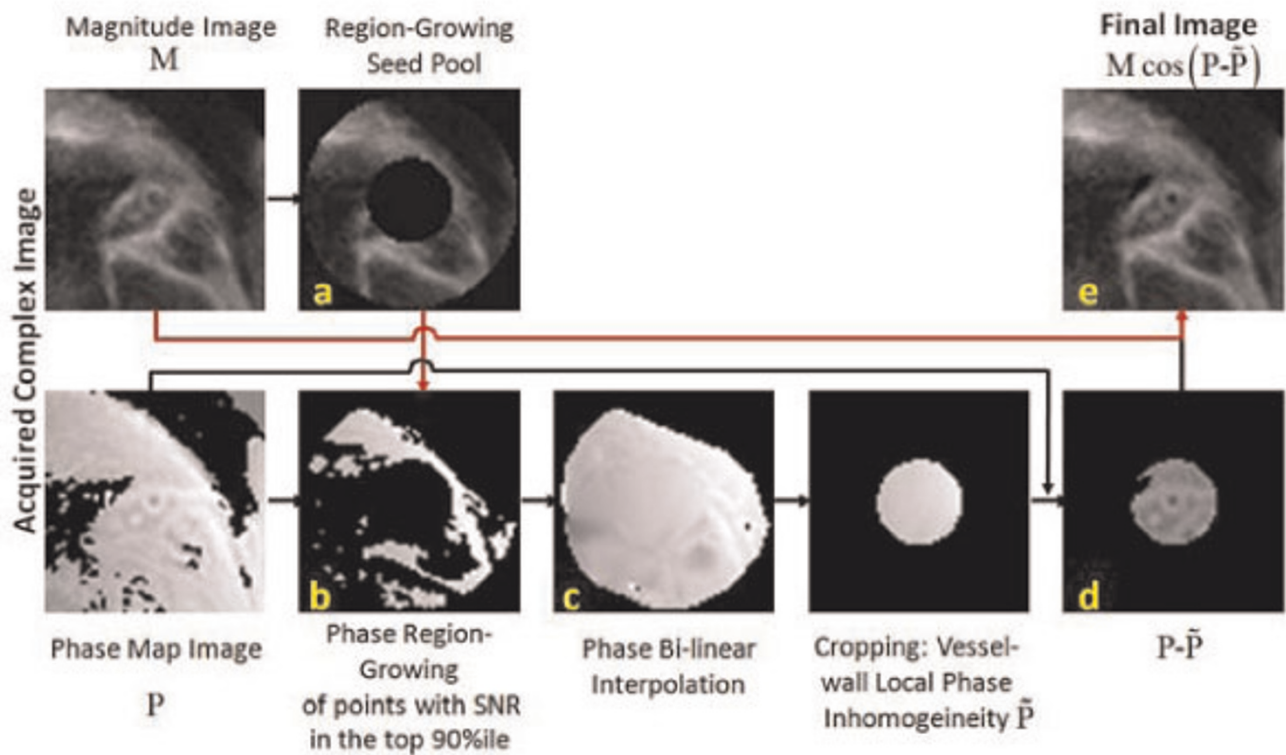 Magnitude Image
M
Region-Growing
Seed Pool
Final Image
M cos(P-P̃)
Acquired Complex Image
a
e
b
c
d
Phase Map Image
P
Phase Region-
Growing
of points with SNR
in the top 90%ile
Phase Bi-linear
Interpolation
Cropping: Vessel-
wall Local Phase
Inhomogeineity P̃
P-P̃